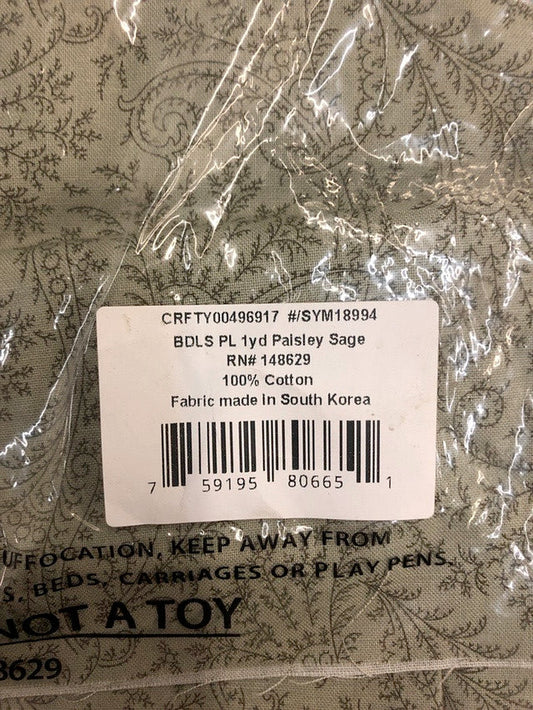 CRFTY00496917 #/SYM18994
BDLS PL 1yd Paisley Sage
RN# 148629
100% Cotton
Fabric made in South Korea
7 59195 80665 1
UFFOCATION, KEEP AWAY FROM
S, BEDS, CARRIAGES OR PLAY PENS.
NOT A TOY
8629